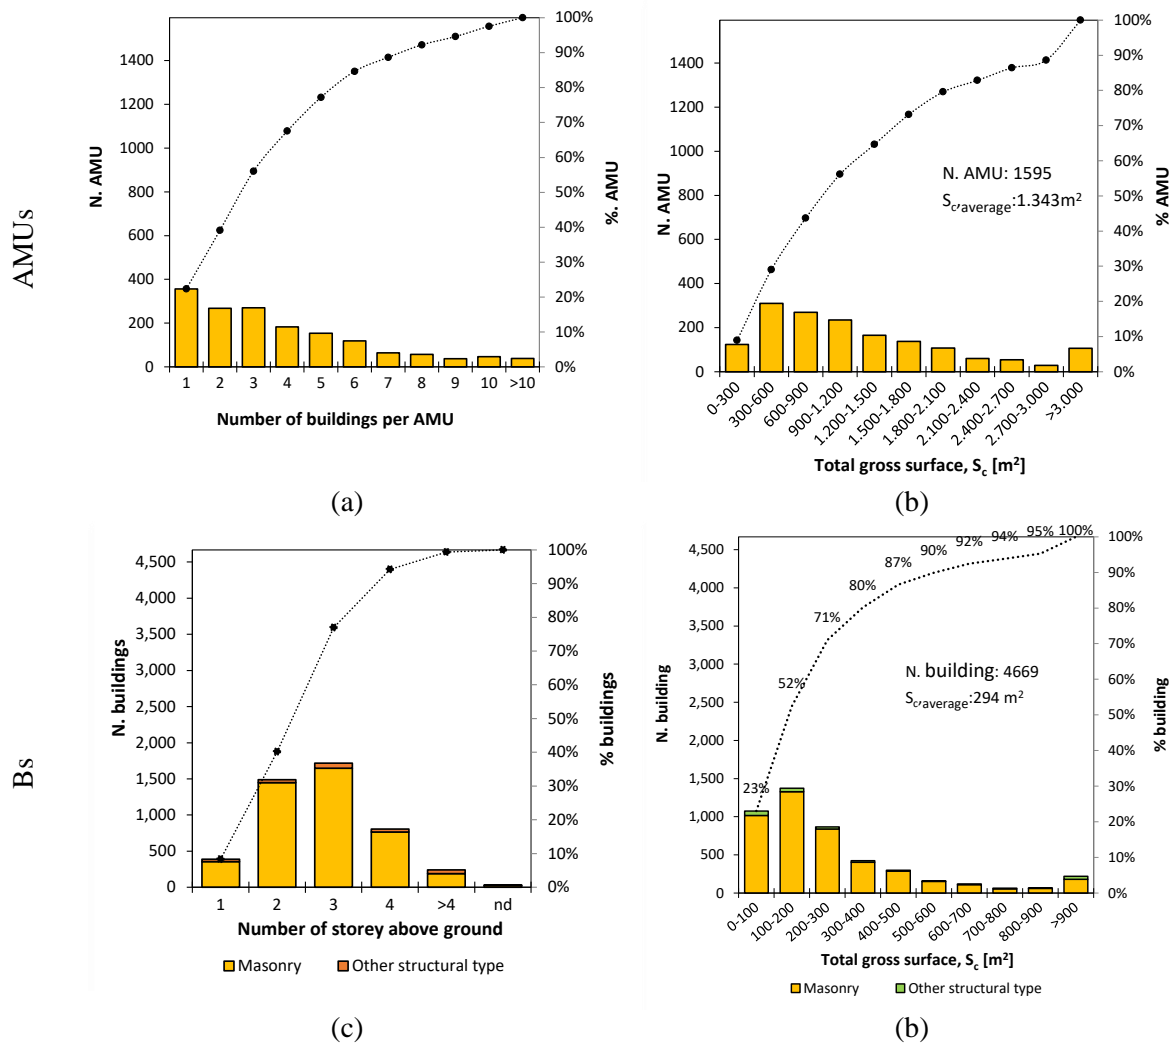 AMUs
N. AMU
1400
1200
1000
800
600
400
200
0
100%
90%
80%
70%
60%
50%
40%
30%
20%
10%
0%
%. AMU
1 2 3 4 5 6 7 8 9 10 >10
Number of buildings per AMU
(a)
N. AMU
1400
1200
1000
800
600
400
200
0
100%
90%
80%
70%
60%
50%
40%
30%
20%
10%
0%
% AMU
N. AMU: 1595
Sc,average:1.343m2
0-300 300-600 600-900 900-1.200 1.200-1.500 1.500-1.800 1.800-2.100 2.100-2.400 2.400-2.700 2.700-3.000 >3.000
Total gross surface, Sc [m2]
(b)
Bs
N. buildings
4,500
4,000
3,500
3,000
2,500
2,000
1,500
1,000
500
0
100%
90%
80%
70%
60%
50%
40%
30%
20%
10%
0%
% buildings
1 2 3 4 >4 nd
Number of storey above ground
Masonry Other structural type
(c)
N. building
4,500
4,000
3,500
3,000
2,500
2,000
1,500
1,000
500
0
100%
90%
80%
70%
60%
50%
40%
30%
20%
10%
0%
% building
23% 52% 71% 80% 87% 90% 92% 94% 95% 100%
N. building: 4669
Sc,average:294 m2
0-100 100-200 200-300 300-400 400-500 500-600 600-700 700-800 800-900 >900
Total gross surface, Sc [m2]
Masonry Other structural type
(b)